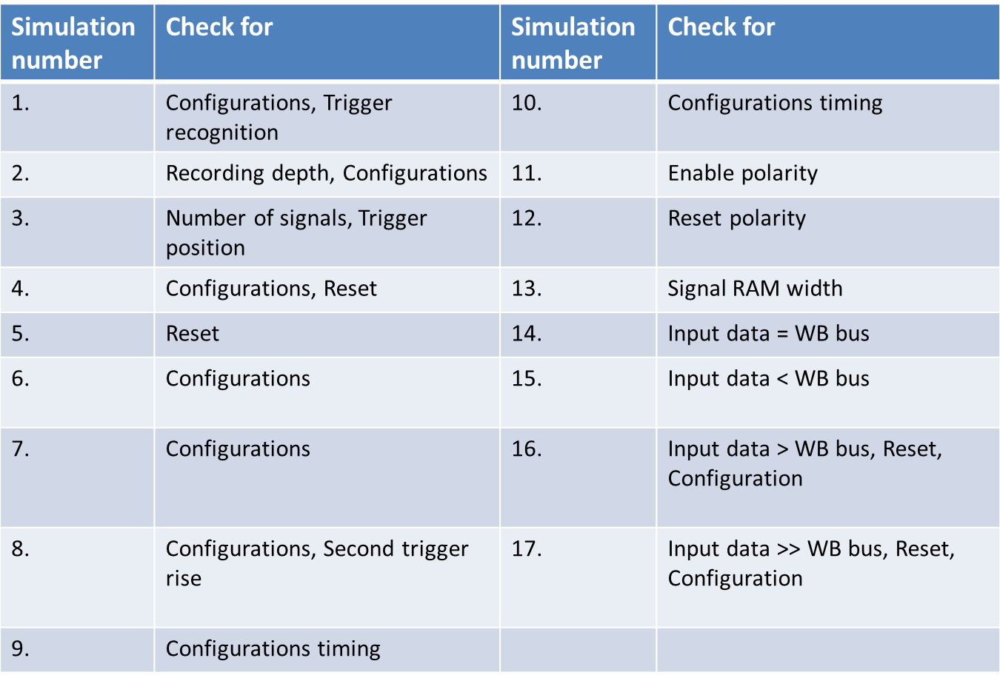 Simulation number
Check for
Simulation number
Check for
1.
Configurations, Trigger
recognition
10.
Configurations timing
2.
Recording depth, Configurations
11.
Enable polarity
3.
Number of signals, Trigger
position
12.
Reset polarity
4.
Configurations, Reset
13.
Signal RAM width
5.
Reset
14.
Input data = WB bus
6.
Configurations
15.
Input data < WB bus
7.
Configurations
16.
Input data > WB bus, Reset,
Configuration
8.
Configurations, Second trigger
rise
17.
Input data >> WB bus, Reset,
Configuration
9.
Configurations timing